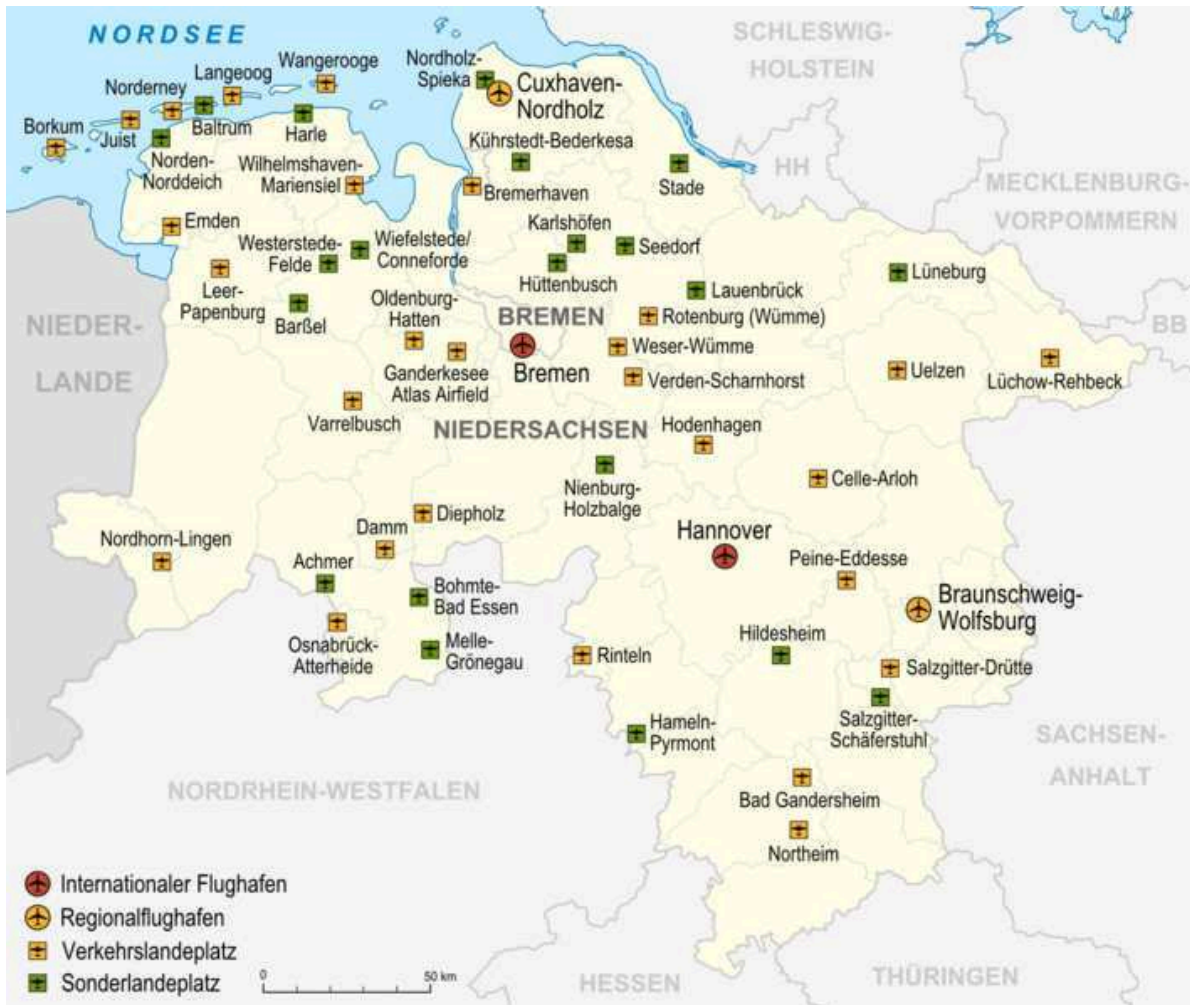 NORDSEE
SCHLESWIG-
HOLSTEIN
Wangerooge
Langeoog
Norderney
Nordholz-
Spieka
Cuxhaven-
Nordholz
Borkum
Juist
Baltrum
Harle
Norden-
Norddeich
Wilhelmshaven-
Mariensiel
Kührstedt-Bederkesa
Bremerhaven
Stade
HH
MECKLENBURG-
VORPOMMERN
Emden
Westerstede-
Felde
Wiefelstede/
Conneforde
Karlshöfen
Seedorf
Hüttenbusch
Lüneburg
Leer-
Papenburg
Barßel
Oldenburg-
Hatten
Lauenbrück
BREMEN
Rotenburg (Wümme)
BB
NIEDER-
LANDE
Bremen
Weser-Wümme
Verden-Scharnhorst
Ganderkesee
Atlas Airfield
Uelzen
Lüchow-Rehbeck
Varrelbusch
NIEDERSACHSEN
Hodenhagen
Celle-Arloh
Nienburg-
Holzbalge
Diepholz
Damm
Nordhorn-Lingen
Achmer
Hannover
Peine-Eddesse
Bohmte-
Bad Essen
Braunschweig-
Wolfsburg
Osnabrück-
Atterheide
Melle-
Grönegau
Rinteln
Hildesheim
Salzgitter-Drütte
Hameln-
Pyrmont
Salzgitter-
Schäferstuhl
SACHSEN-
ANHALT
NORDRHEIN-WESTFALEN
Bad Gandersheim
Northeim
Internationaler Flughafen
Regionalflughafen
Verkehrslandeplatz
Sonderlandeplatz
0 50 km
HESSEN
THÜRINGEN